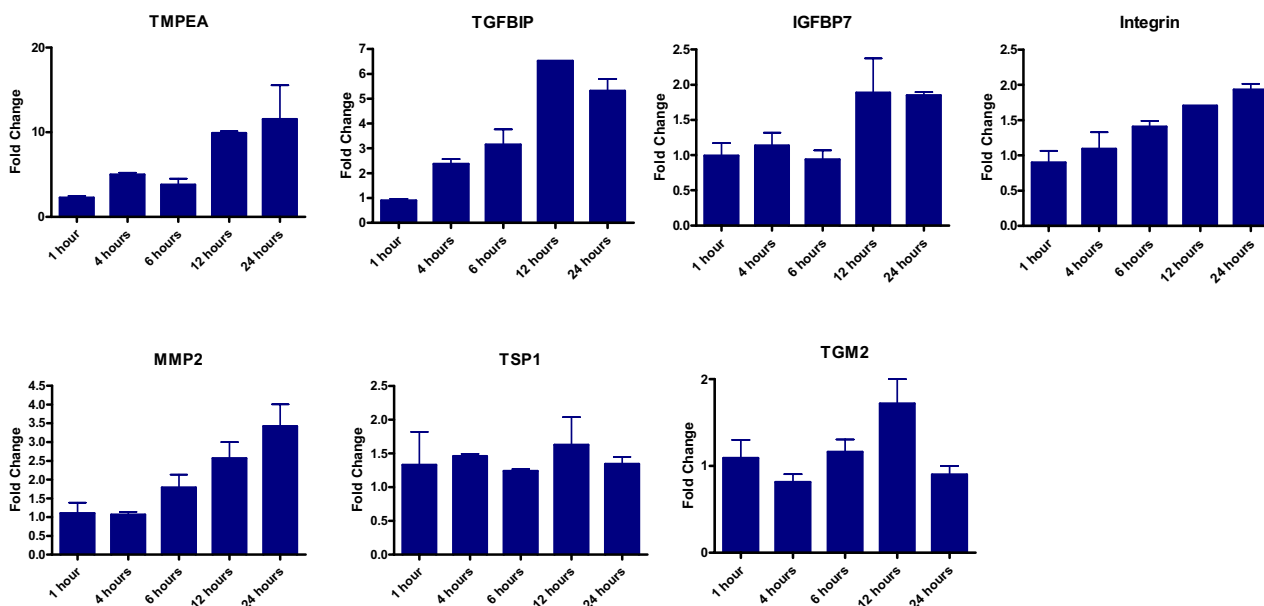 TMPEA
Fold Change
20
10
0
1 hour
4 hours
6 hours
12 hours
24 hours
TGFBIP
Fold Change
7
6
5
4
3
2
1
0
1 hour
4 hours
6 hours
12 hours
24 hours
IGFBP7
Fold Change
2.5
2.0
1.5
1.0
0.5
0.0
1 hour
4 hours
6 hours
12 hours
24 hours
Integrin
Fold Change
2.5
2.0
1.5
1.0
0.5
0.0
1 hour
4 hours
6 hours
12 hours
24 hours
MMP2
Fold Change
4.5
4.0
3.5
3.0
2.5
2.0
1.5
1.0
0.5
0.0
1 hour
4 hours
6 hours
12 hours
24 hours
TSP1
Fold Change
2.5
2.0
1.5
1.0
0.5
0.0
1 hour
4 hours
6 hours
12 hours
24 hours
TGM2
Fold Change
2
1
0
1 hour
4 hours
6 hours
12 hours
24 hours